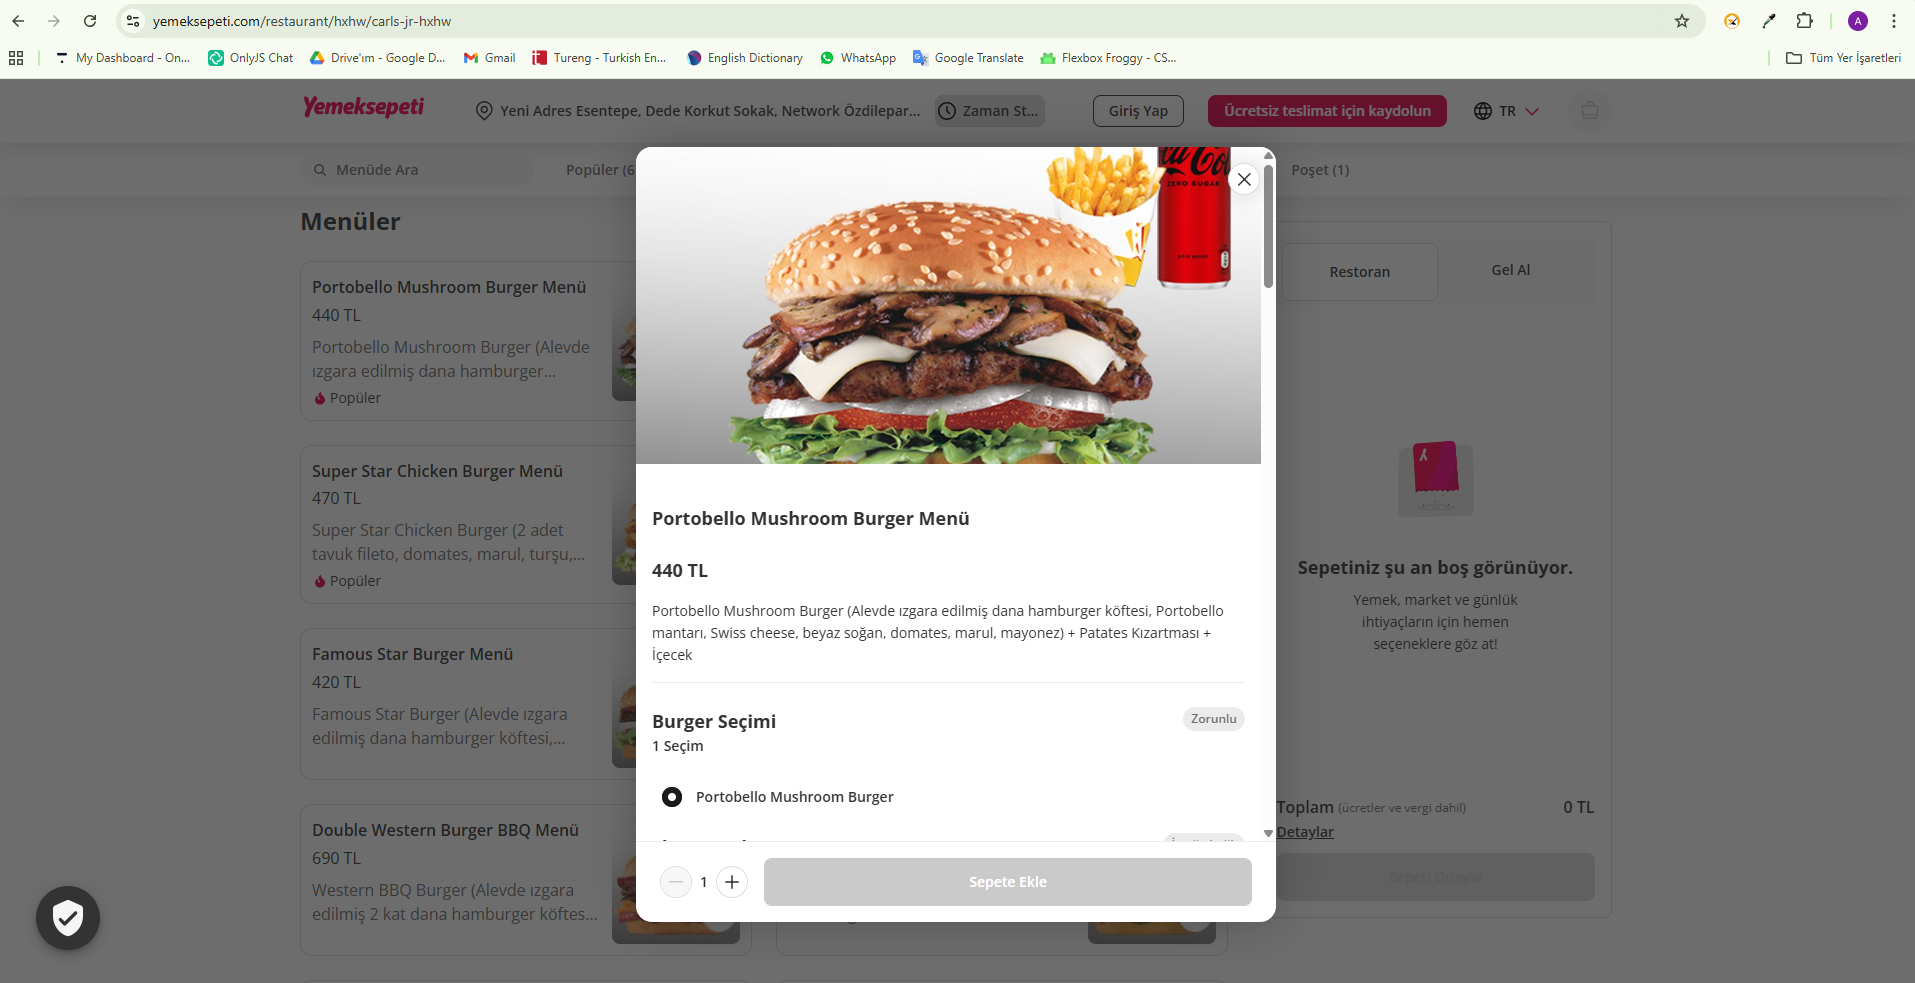 yemeksepeti.com/restaurant/hxhw/carls-jr-hxhw
A
My Dashboard - On...
OnlyJS Chat
Drive'ım - Google D...
Gmail
Tureng - Turkish En...
English Dictionary
WhatsApp
Google Translate
Flexbox Froggy - CS...
Tüm Yer İşaretleri
Yemeksepeti
Yeni Adres Esentepe, Dede Korkut Sokak, Network Özdilepar...
Zaman St...
Giriş Yap
Ücretsiz teslimat için kaydolun
TR
Menüde Ara
Popüler (6
Poşet (1)
Menüler
Portobello Mushroom Burger Menü
440 TL
Portobello Mushroom Burger (Alevde
ızgara edilmiş dana hamburger...
Popüler
Super Star Chicken Burger Menü
470 TL
Super Star Chicken Burger (2 adet
tavuk fileto, domates, marul, turşu,...
Popüler
Famous Star Burger Menü
420 TL
Famous Star Burger (Alevde ızgara
edilmiş dana hamburger köftesi,...
Double Western Burger BBQ Menü
690 TL
Western BBQ Burger (Alevde ızgara
edilmiş 2 kat dana hamburger köftes...
ZERO SUGAR
Portobello Mushroom Burger Menü
440 TL
Portobello Mushroom Burger (Alevde ızgara edilmiş dana hamburger köftesi, Portobello
mantarı, Swiss cheese, beyaz soğan, domates, marul, mayonez) + Patates Kızartması +
İçecek
Burger Seçimi
Zorunlu
1 Seçim
Portobello Mushroom Burger
1
Sepete Ekle
Restoran
Gel Al
Sepetiniz şu an boş görünüyor.
Yemek, market ve günlük
ihtiyaçların için hemen
seçeneklere göz at!
Toplam (ücretler ve vergi dahil)
0 TL
Detaylar
Sepeti Onayla